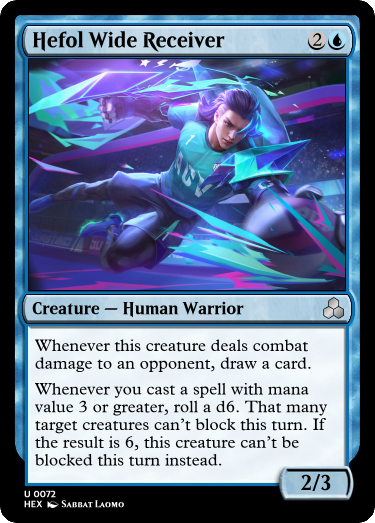 Hefol Wide Receiver
2
Creature — Human Warrior
Whenever this creature deals combat
damage to an opponent, draw a card.
Whenever you cast a spell with mana
value 3 or greater, roll a d6. That many
target creatures can't block this turn. If
the result is 6, this creature can't be
blocked this turn instead.
2/3
U 0072
HEX Sabbat Laomo